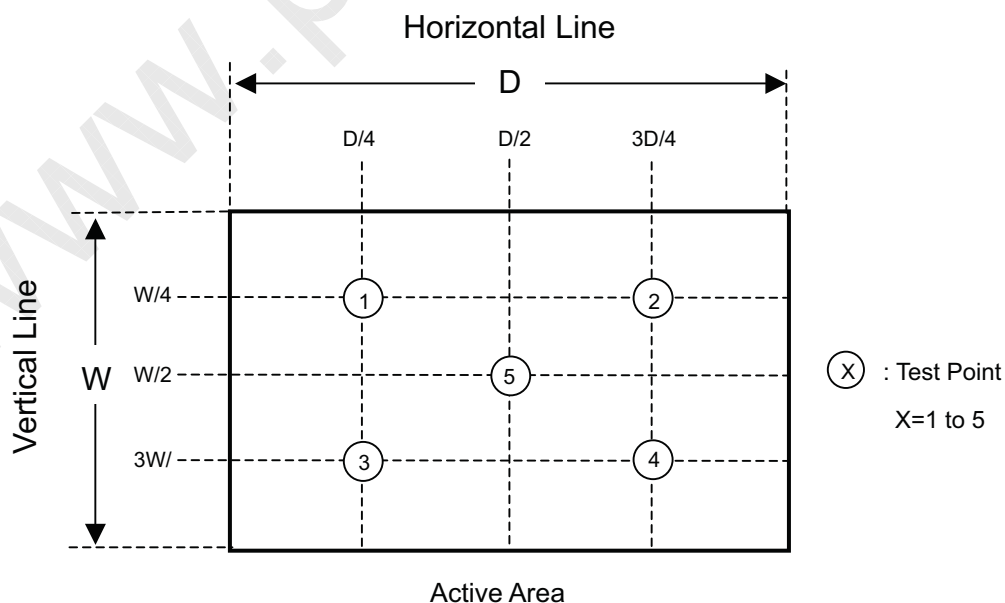 Horizontal Line
D
D/4 D/2 3D/4
Vertical Line
W
W/4
W/2
3W/
1 2
5
3 4
X : Test Point
X=1 to 5
Active Area
www.p